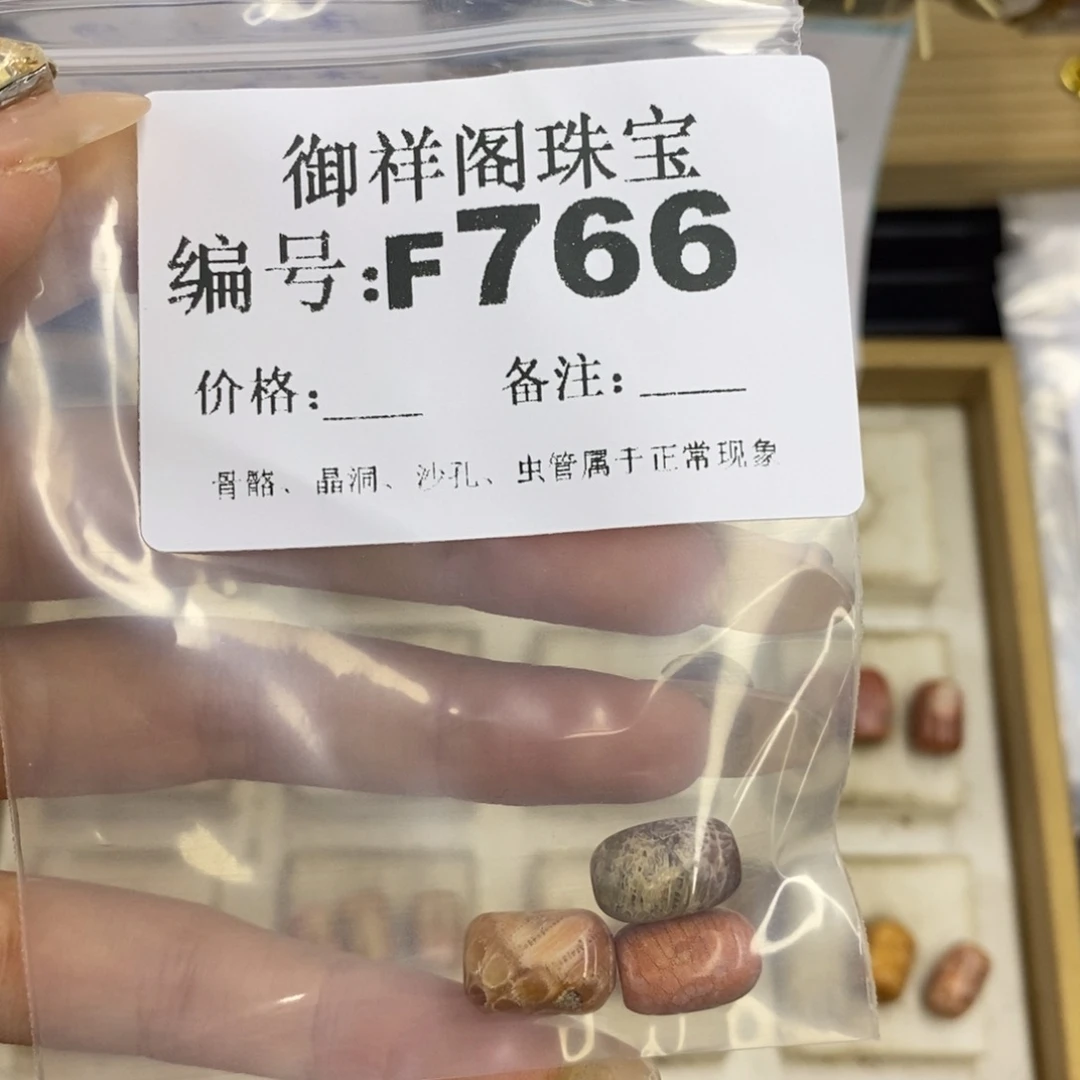 御祥阁珠宝
编号:F766
价格:____ 备注:____
骨骼、晶洞、沙孔、虫管属于正常现象